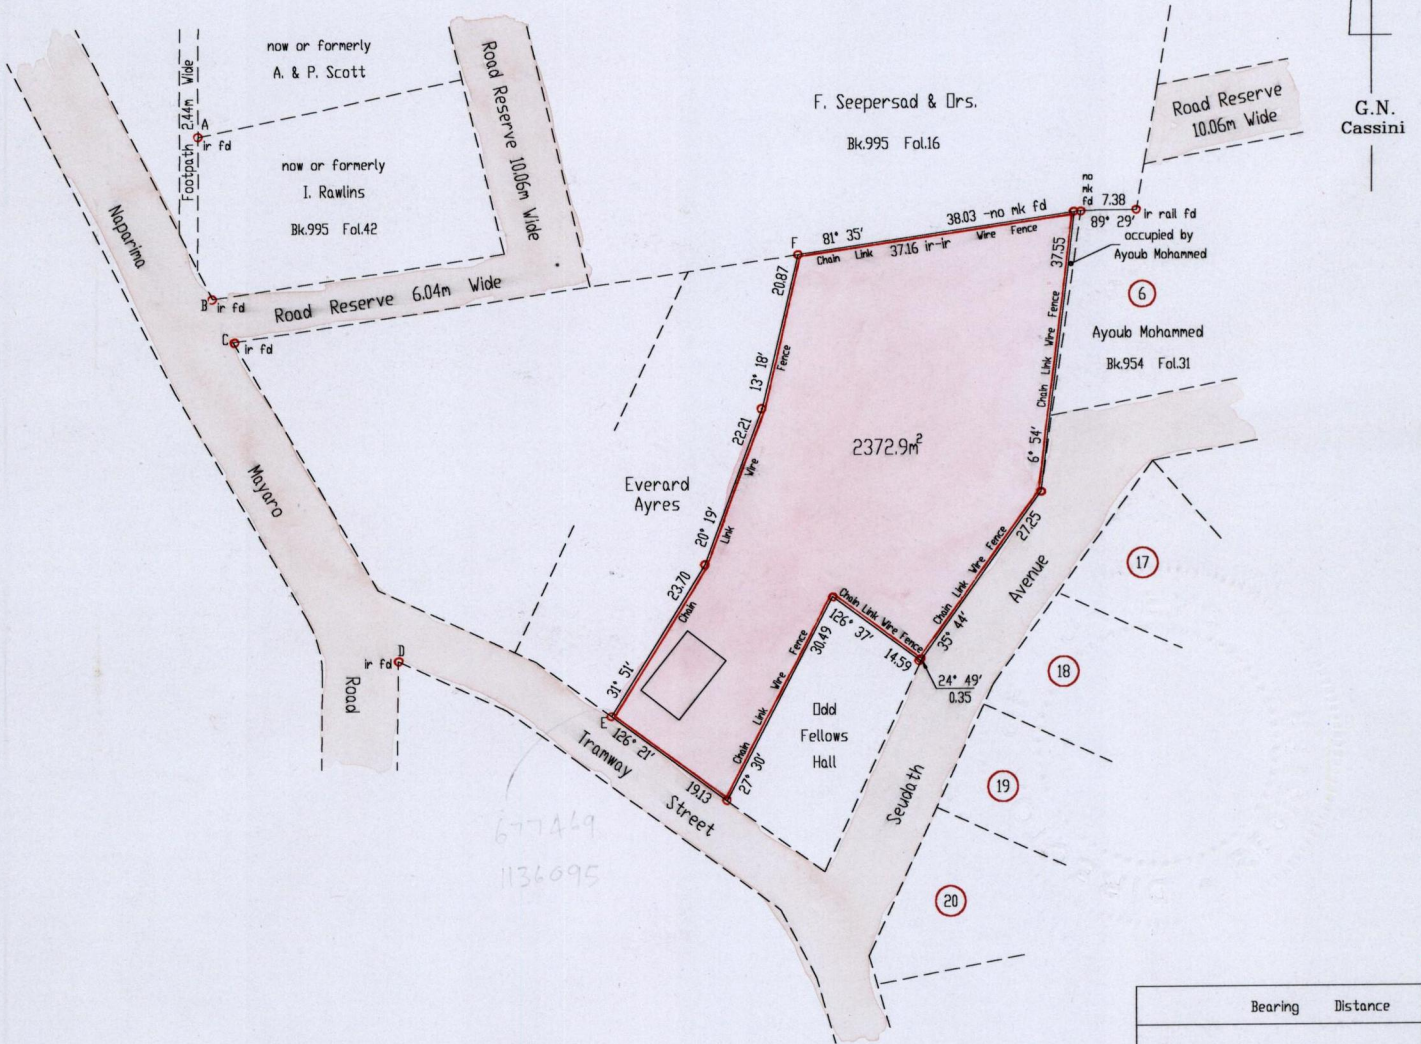 now or formerly
A. & P. Scott
Footpath 2.44m Wide
A
ir fd
now or formerly
I. Rawlins
Bk.995 Fol.42
Road Reserve 10.06m Wide
F. Seepersad & Ors.
Bk.995 Fol.16
Road Reserve
10.06m Wide
G.N.
Cassini
Naparima
B ir fd
Road Reserve 6.04m Wide
C ir fd
F
81° 35'
38.03 -no mk fd
Chain Link 37.16 ir-ir Wire Fence
no
mk
fd
7.38
89° 29'
ir rail fd
occupied by
Ayoub Mohammed
6
Ayoub Mohammed
Bk.954 Fol.31
37.55
Chain Link Wire Fence
6° 54'
20.87
13° 18'
Fence
22.21
Wire
20° 19'
Link
23.70
Chain
31° 51'
2372.9m²
Everard
Ayres
Mayaro
Road
D
ir fd
E
126° 21'
19.13
Tramway
Street
Chain Link Wire Fence
27° 30'
30.49
Chain Link Wire Fence
126° 37'
14.59
Chain Link Wire Fence
27.25
35° 44'
24° 49'
0.35
Odd
Fellows
Hall
Seudath
Avenue
17
18
19
20
677469
1136095
Bearing Distance